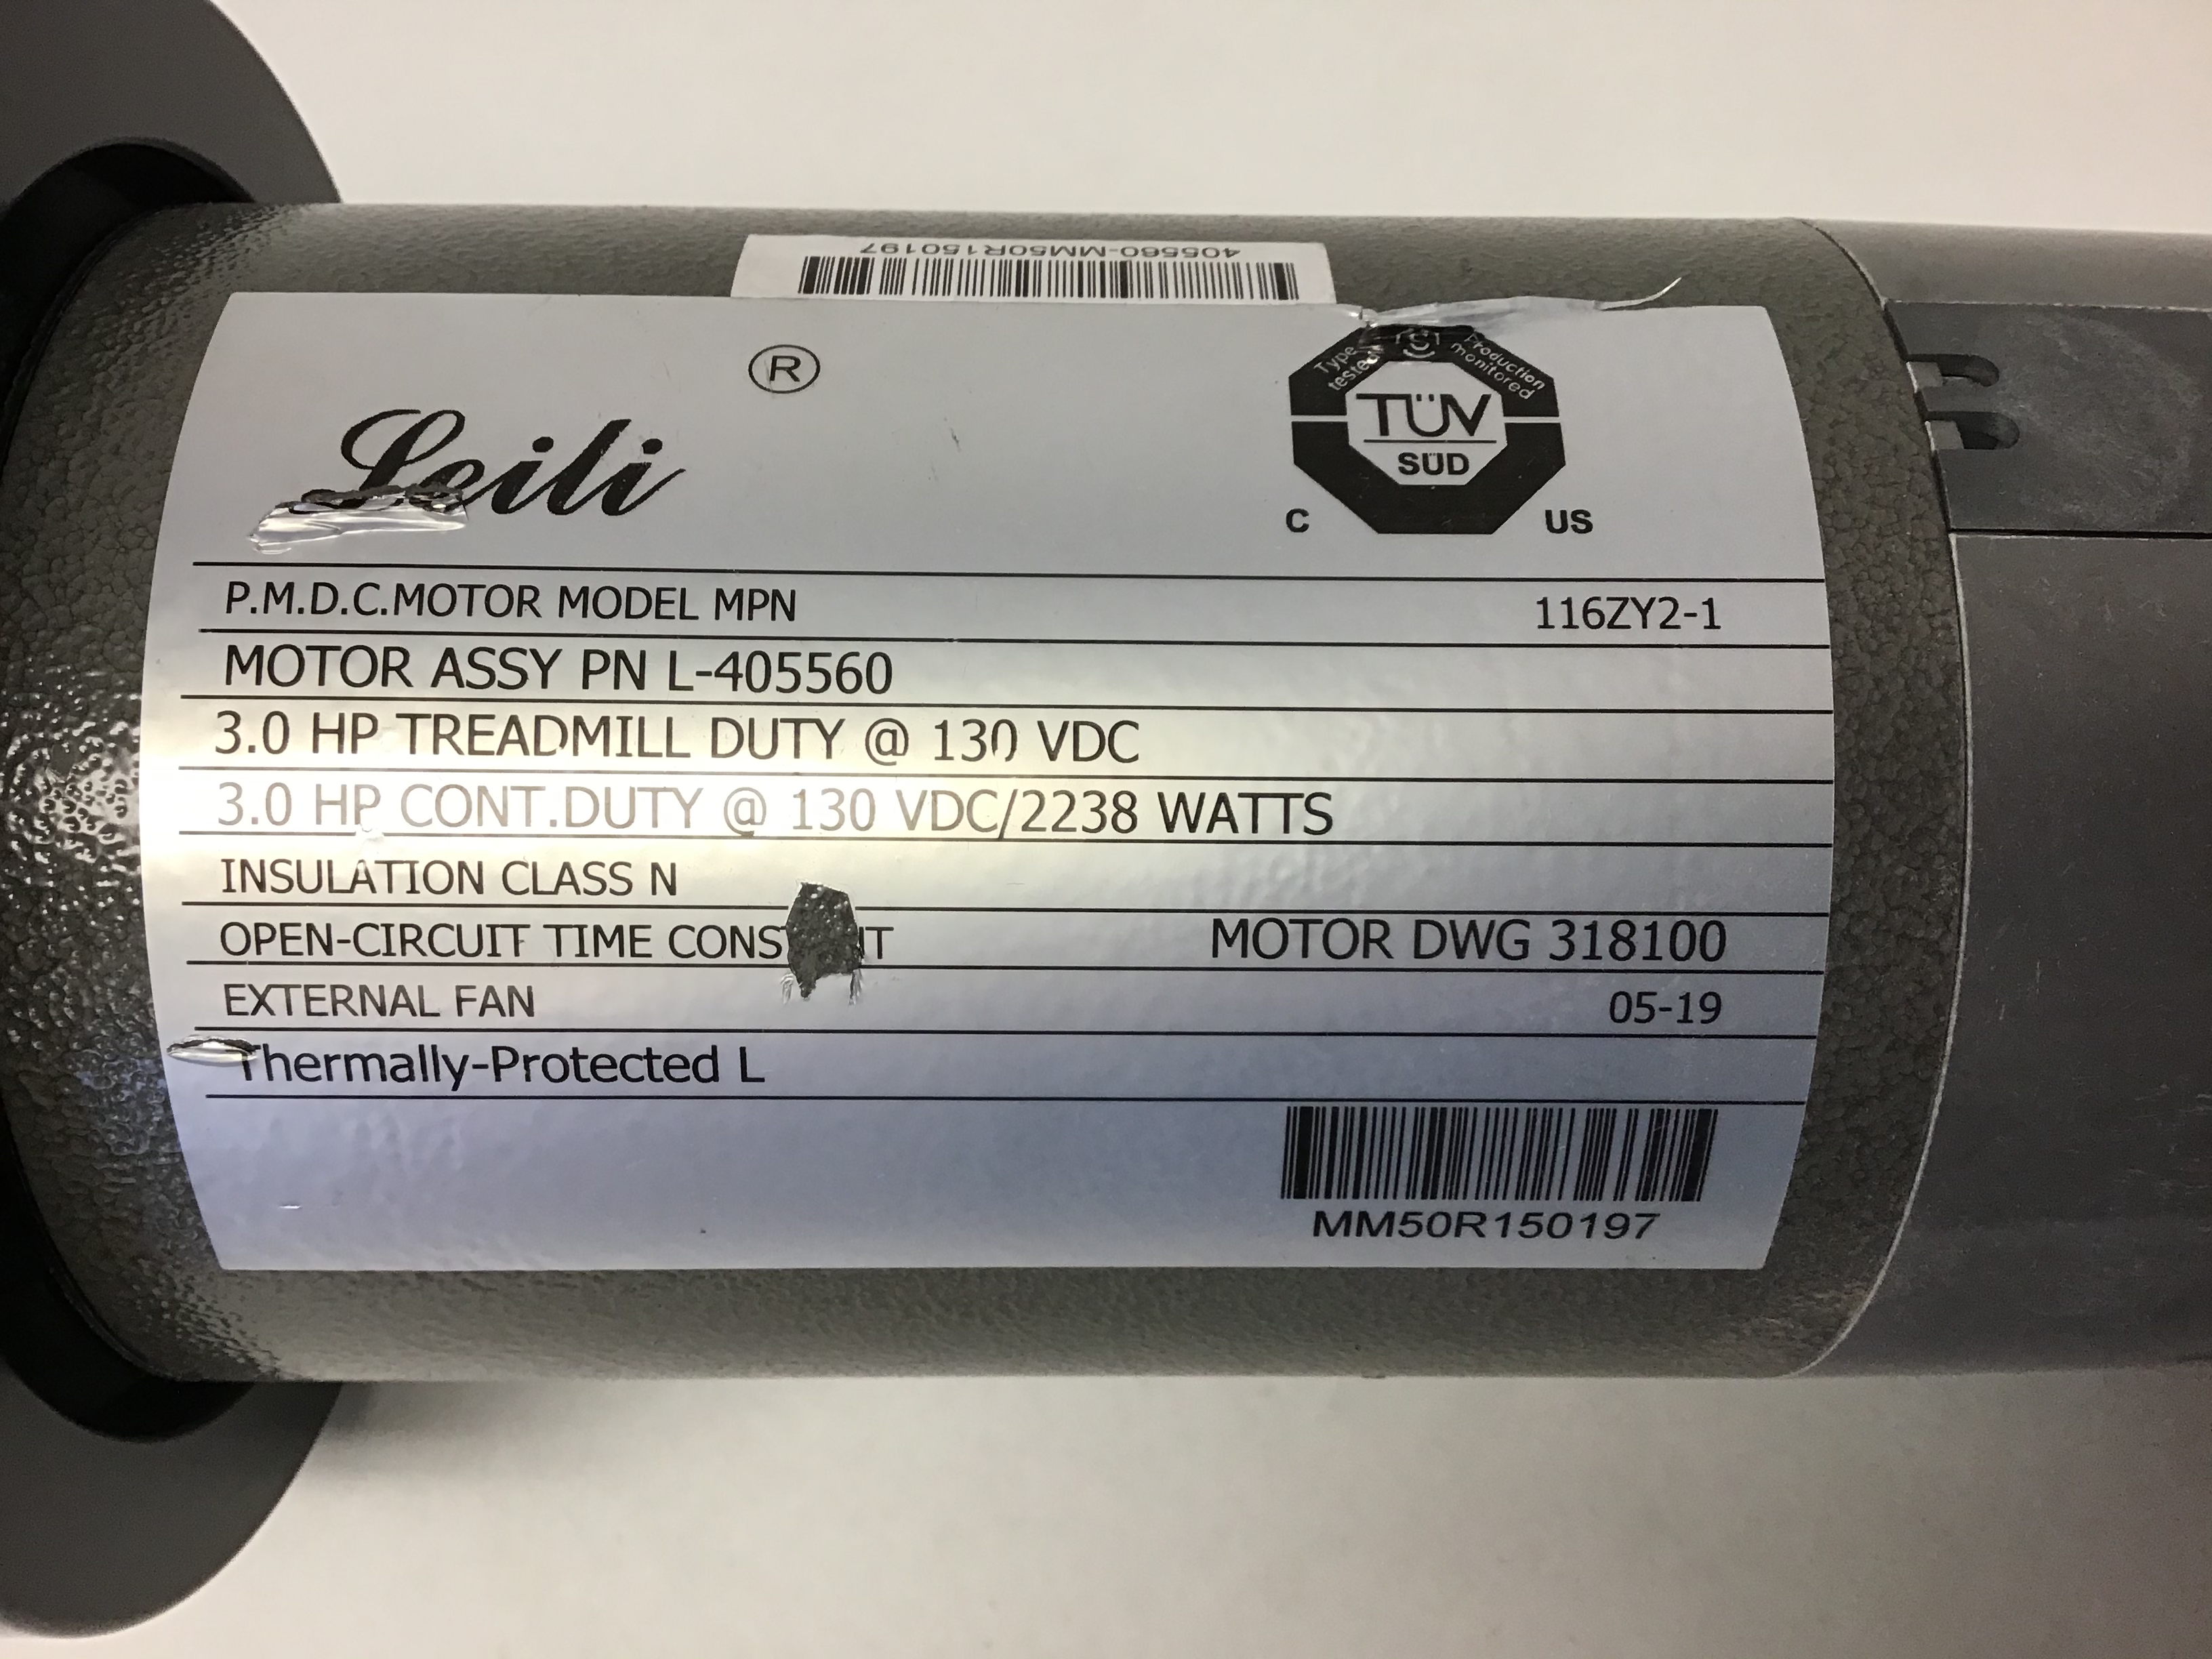 405560-MM50R150197
®
Leili
Type tested
Production monitored
TÜV
SÜD
C US
P.M.D.C.MOTOR MODEL MPN 116ZY2-1
MOTOR ASSY PN L-405560
3.0 HP TREADMILL DUTY @ 130 VDC
3.0 HP CONT.DUTY @ 130 VDC/2238 WATTS
INSULATION CLASS N
OPEN-CIRCUIT TIME MOTOR DWG 318100
EXTERNAL FAN 05-19
Thermally-Protected L
MM50R150197